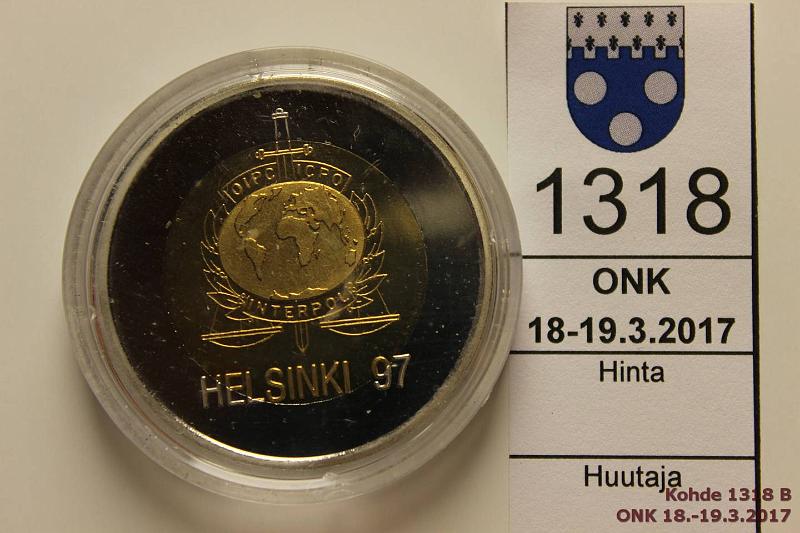 OIPC ICPO
INTERPOL
HELSINKI 97
1318
ONK
18-19.3.2017
Hinta
Huutaja
Kohde 1318 B
ONK 18.-19.3.2017